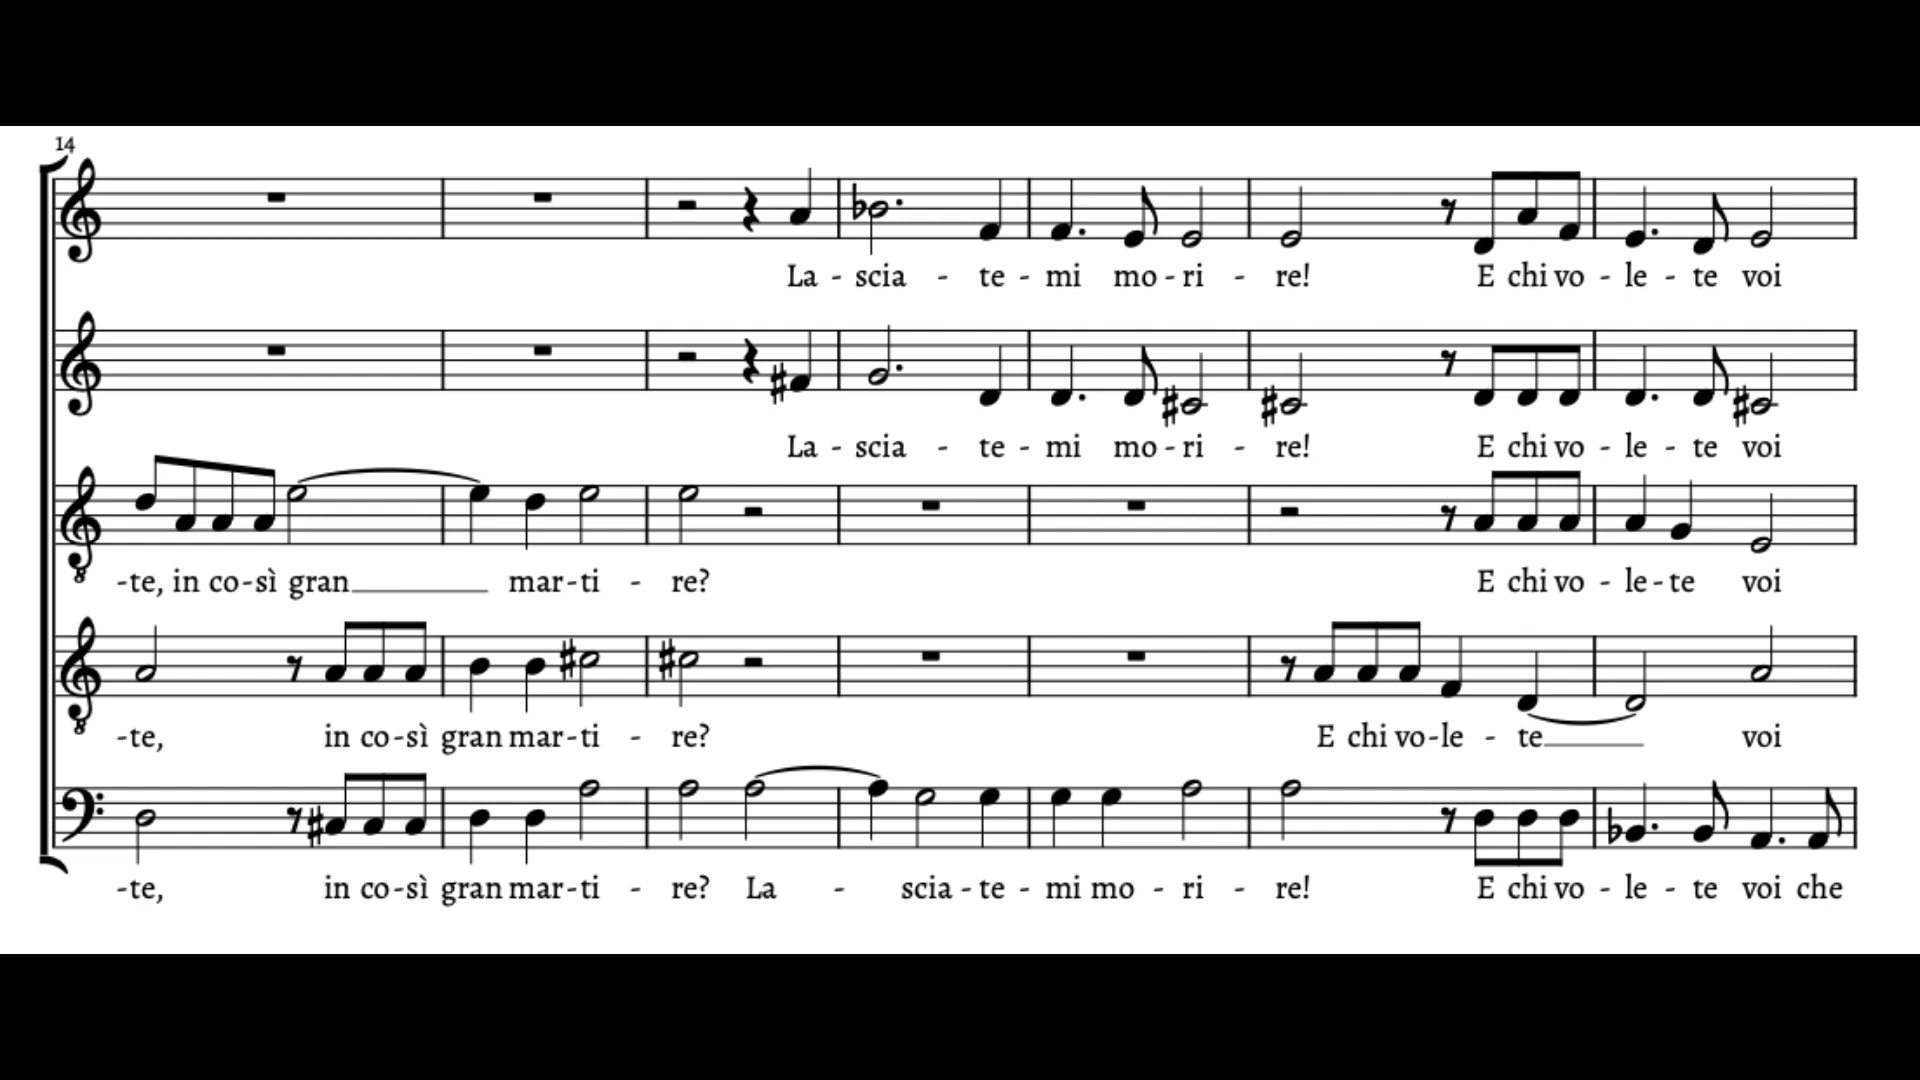 14
La - scia - te - mi mo - ri - re! E chi vo - le - te voi
La - scia - te - mi mo - ri - re! E chi vo - le - te voi
-te, in co-sì gran____ mar-ti - re? E chi vo - le-te voi
-te, in co-sì gran mar-ti - re? E chi vo-le - te____ voi
-te, in co-sì gran mar-ti - re? La - scia-te - mi mo - ri - re! E chi vo - le - te voi che